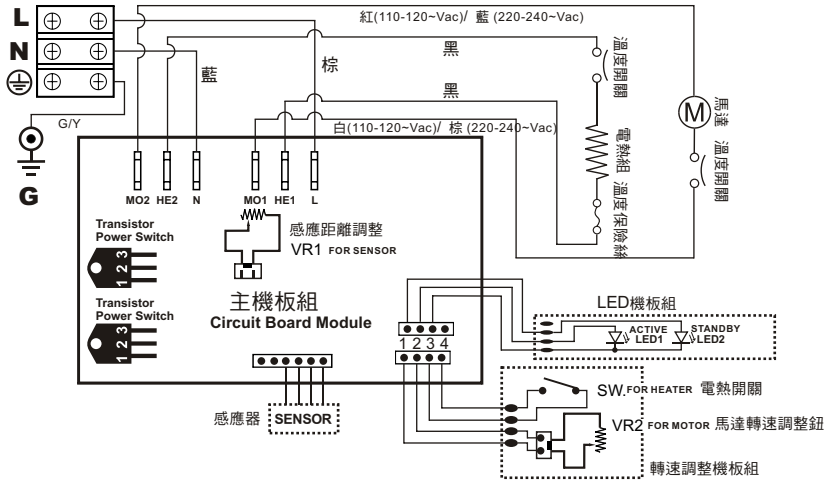 L
N
G/Y
G
紅(110-120~Vac)/ 藍 (220-240~Vac)
黑
藍
棕
黑
白(110-120~Vac)/ 棕 (220-240~Vac)
溫度開關
電熱組
溫度保險絲
M
馬達
溫度開關
MO2 HE2 N MO1 HE1 L
Transistor
Power Switch
1 2 3
Transistor
Power Switch
1 2 3
感應距離調整
VR1 FOR SENSOR
主機板組
Circuit Board Module
1 2 3 4
感應器 SENSOR
LED機板組
ACTIVE
LED1
STANDBY
LED2
SW. FOR HEATER 電熱開關
VR2 FOR MOTOR 馬達轉速調整鈕
轉速調整機板組